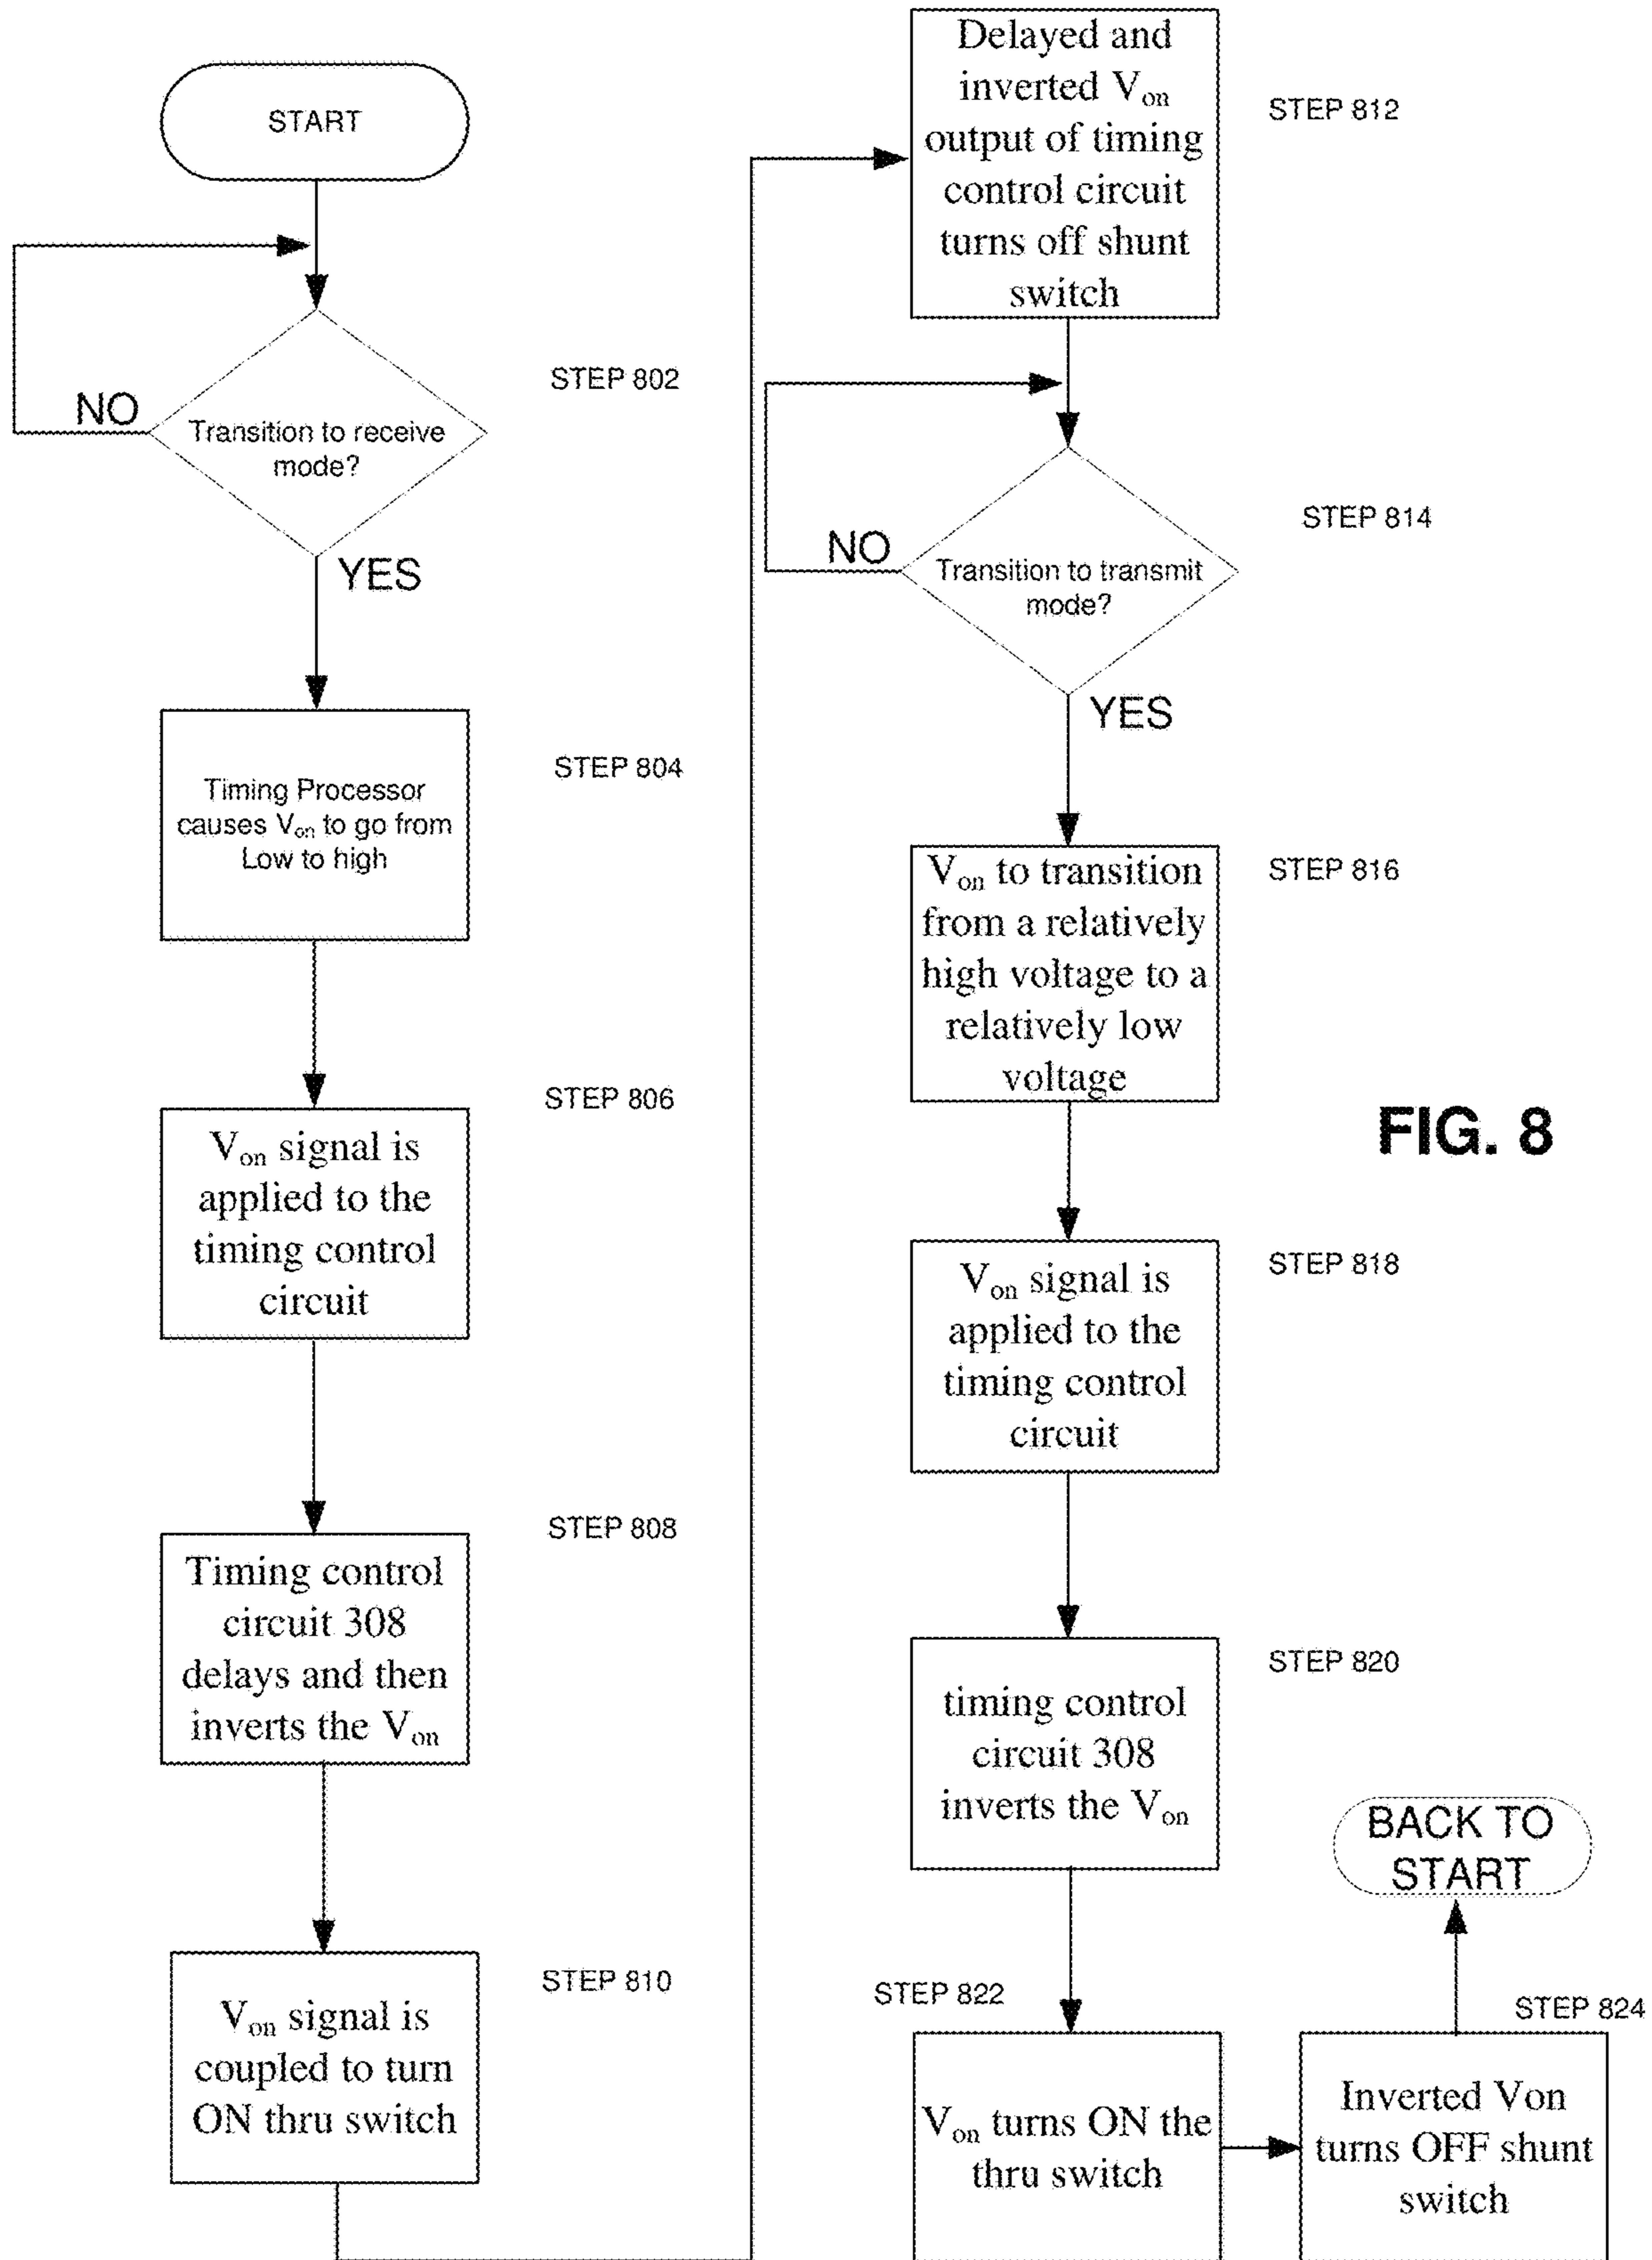 START
STEP 802
NO
Transition to receive
mode?
YES
STEP 804
Timing Processor
causes Von to go from
Low to high
STEP 806
Von signal is
applied to the
timing control
circuit
STEP 808
Timing control
circuit 308
delays and then
inverts the Von
STEP 810
Von signal is
coupled to turn
ON thru switch
Delayed and
inverted Von
output of timing
control circuit
turns off shunt
switch
STEP 812
STEP 814
NO
Transition to transmit
mode?
YES
STEP 816
Von to transition
from a relatively
high voltage to a
relatively low
voltage
FIG. 8
STEP 818
Von signal is
applied to the
timing control
circuit
STEP 820
timing control
circuit 308
inverts the Von
STEP 822
Von turns ON the
thru switch
STEP 824
Inverted Von
turns OFF shunt
switch
BACK TO
START